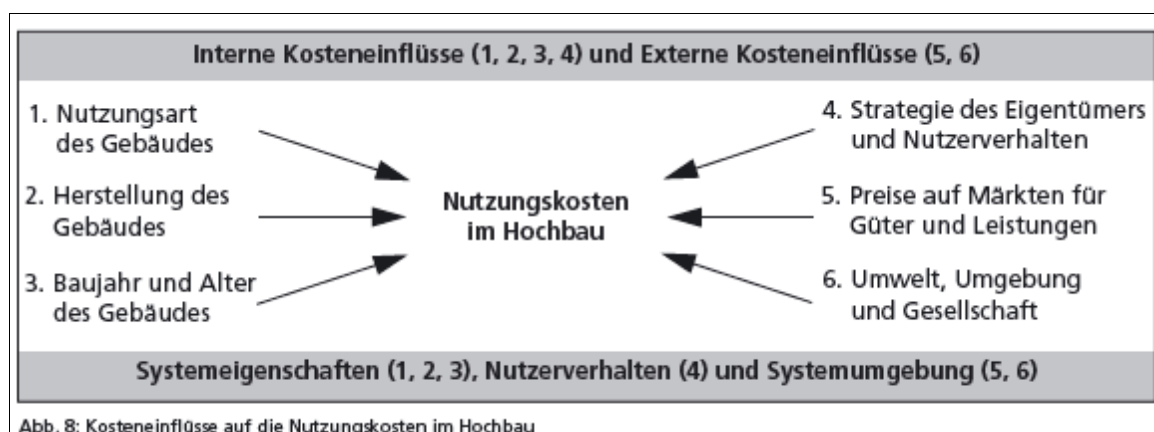 Interne Kosteneinflüsse (1, 2, 3, 4) und Externe Kosteneinflüsse (5, 6)
1. Nutzungsart
des Gebäudes
2. Herstellung des
Gebäudes
3. Baujahr und Alter
des Gebäudes
Nutzungskosten
im Hochbau
4. Strategie des Eigentümers
und Nutzerverhalten
5. Preise auf Märkten für
Güter und Leistungen
6. Umwelt, Umgebung
und Gesellschaft
Systemeigenschaften (1, 2, 3), Nutzerverhalten (4) und Systemumgebung (5, 6)
Abb. 8: Kosteneinflüsse auf die Nutzungskosten im Hochbau